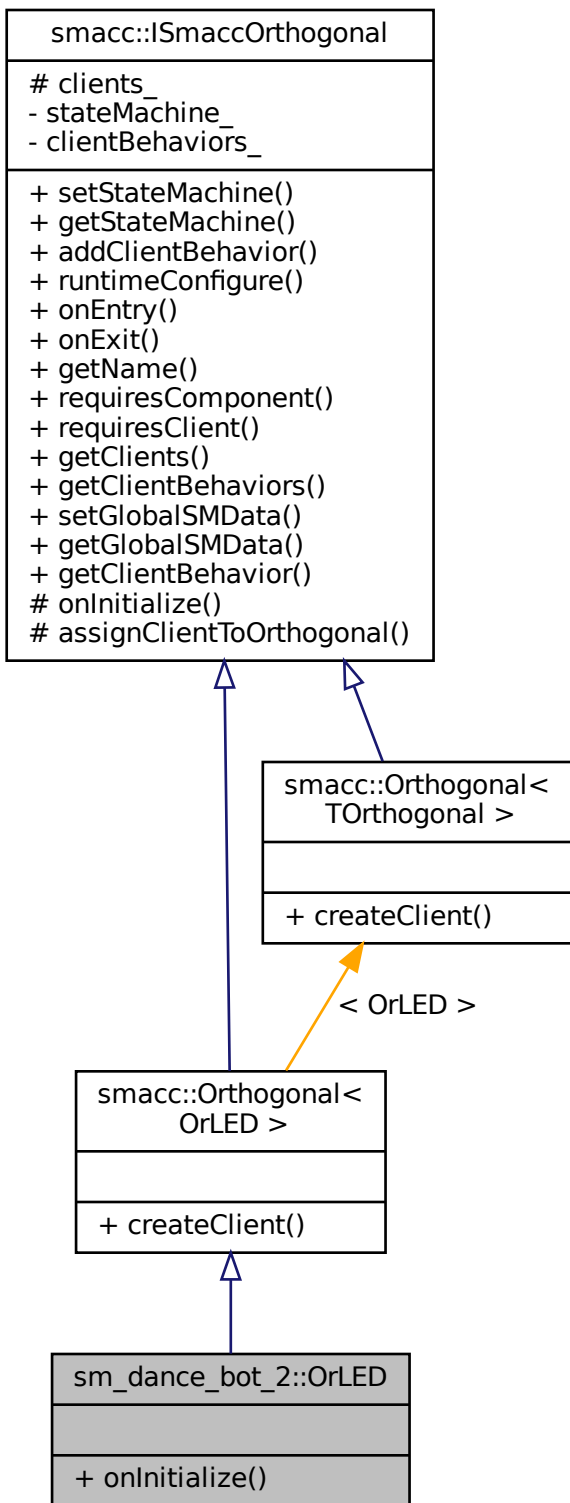 smacc::ISmaccOrthogonal
# clients_
- stateMachine_
- clientBehaviors_
+ setStateMachine()
+ getStateMachine()
+ addClientBehavior()
+ runtimeConfigure()
+ onEntry()
+ onExit()
+ getName()
+ requiresComponent()
+ requiresClient()
+ getClients()
+ getClientBehaviors()
+ setGlobalSMData()
+ getGlobalSMData()
+ getClientBehavior()
# onInitialize()
# assignClientToOrthogonal()
smacc::Orthogonal<
TOrthogonal >
+ createClient()
< OrLED >
smacc::Orthogonal<
OrLED >
+ createClient()
sm_dance_bot_2::OrLED
+ onInitialize()